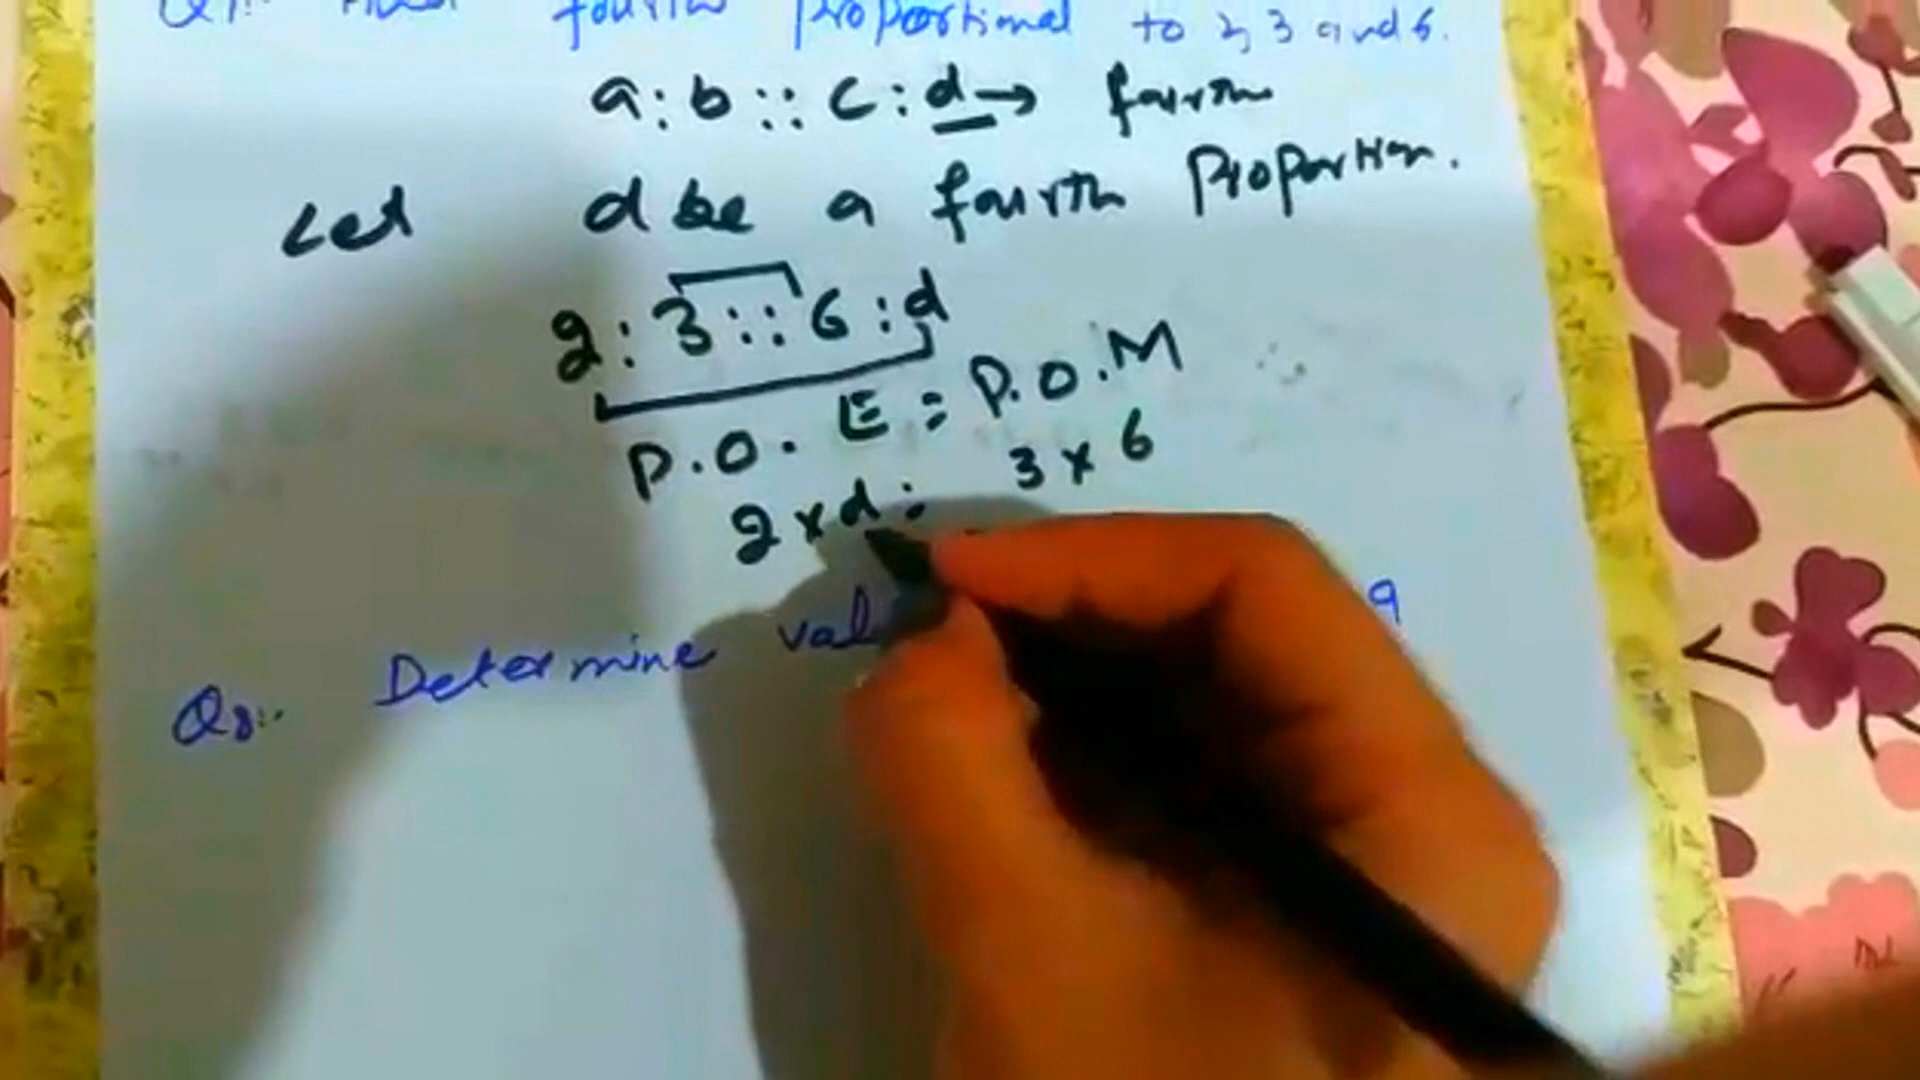 fourth proportional to 2, 3 and 6.
a : b :: c : d → fourth
Let d be a fourth Proportion.
2 : 3 :: 6 : d
P.O.E = P.O.M
2 × d = 3 × 6
Q8:- Determine 9